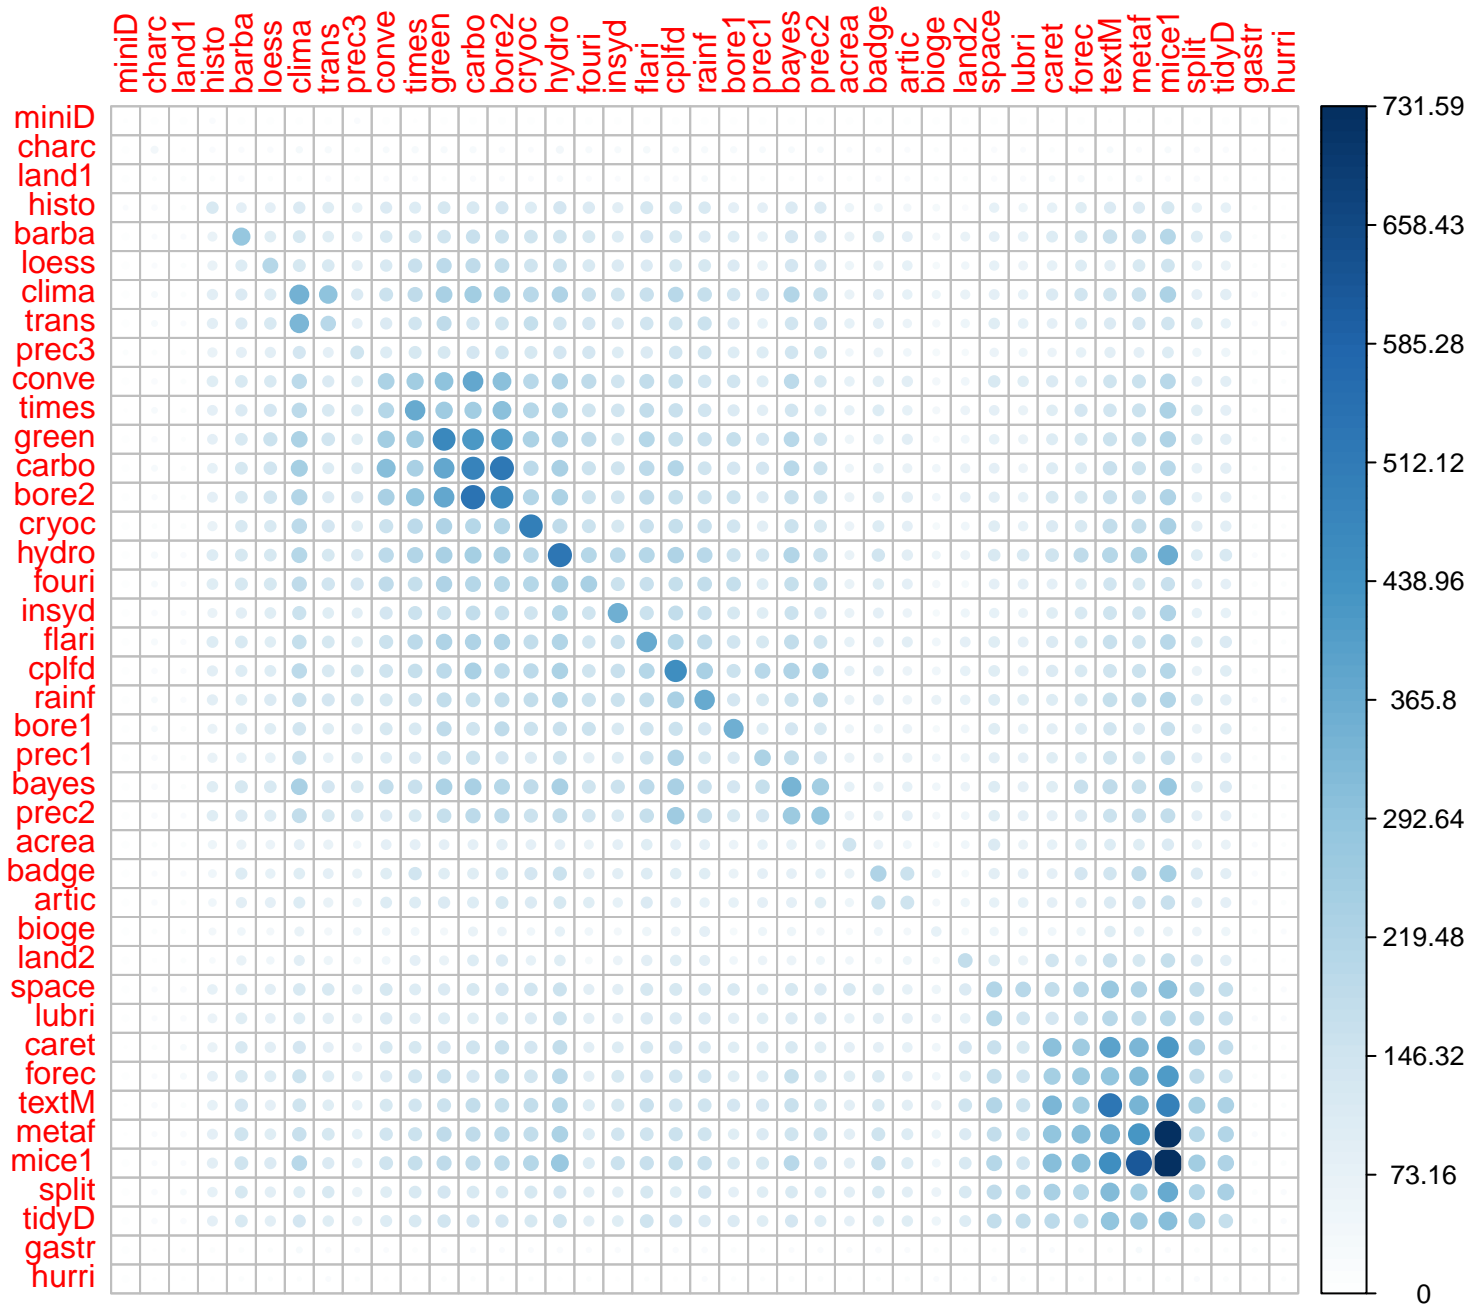 miniD
charc
land1
histo
barba
loess
clima
trans
prec3
conve
times
green
carbo
bore2
cryoc
hydro
fouri
insyd
flari
cplfd
rainf
bore1
prec1
bayes
prec2
acrea
badge
artic
bioge
land2
space
lubri
caret
forec
textM
metaf
mice1
split
tidyD
gastr
hurri
miniD
charc
land1
histo
barba
loess
clima
trans
prec3
conve
times
green
carbo
bore2
cryoc
hydro
fouri
insyd
flari
cplfd
rainf
bore1
prec1
bayes
prec2
acrea
badge
artic
bioge
land2
space
lubri
caret
forec
textM
metaf
mice1
split
tidyD
gastr
hurri
731.59
658.43
585.28
512.12
438.96
365.8
292.64
219.48
146.32
73.16
0